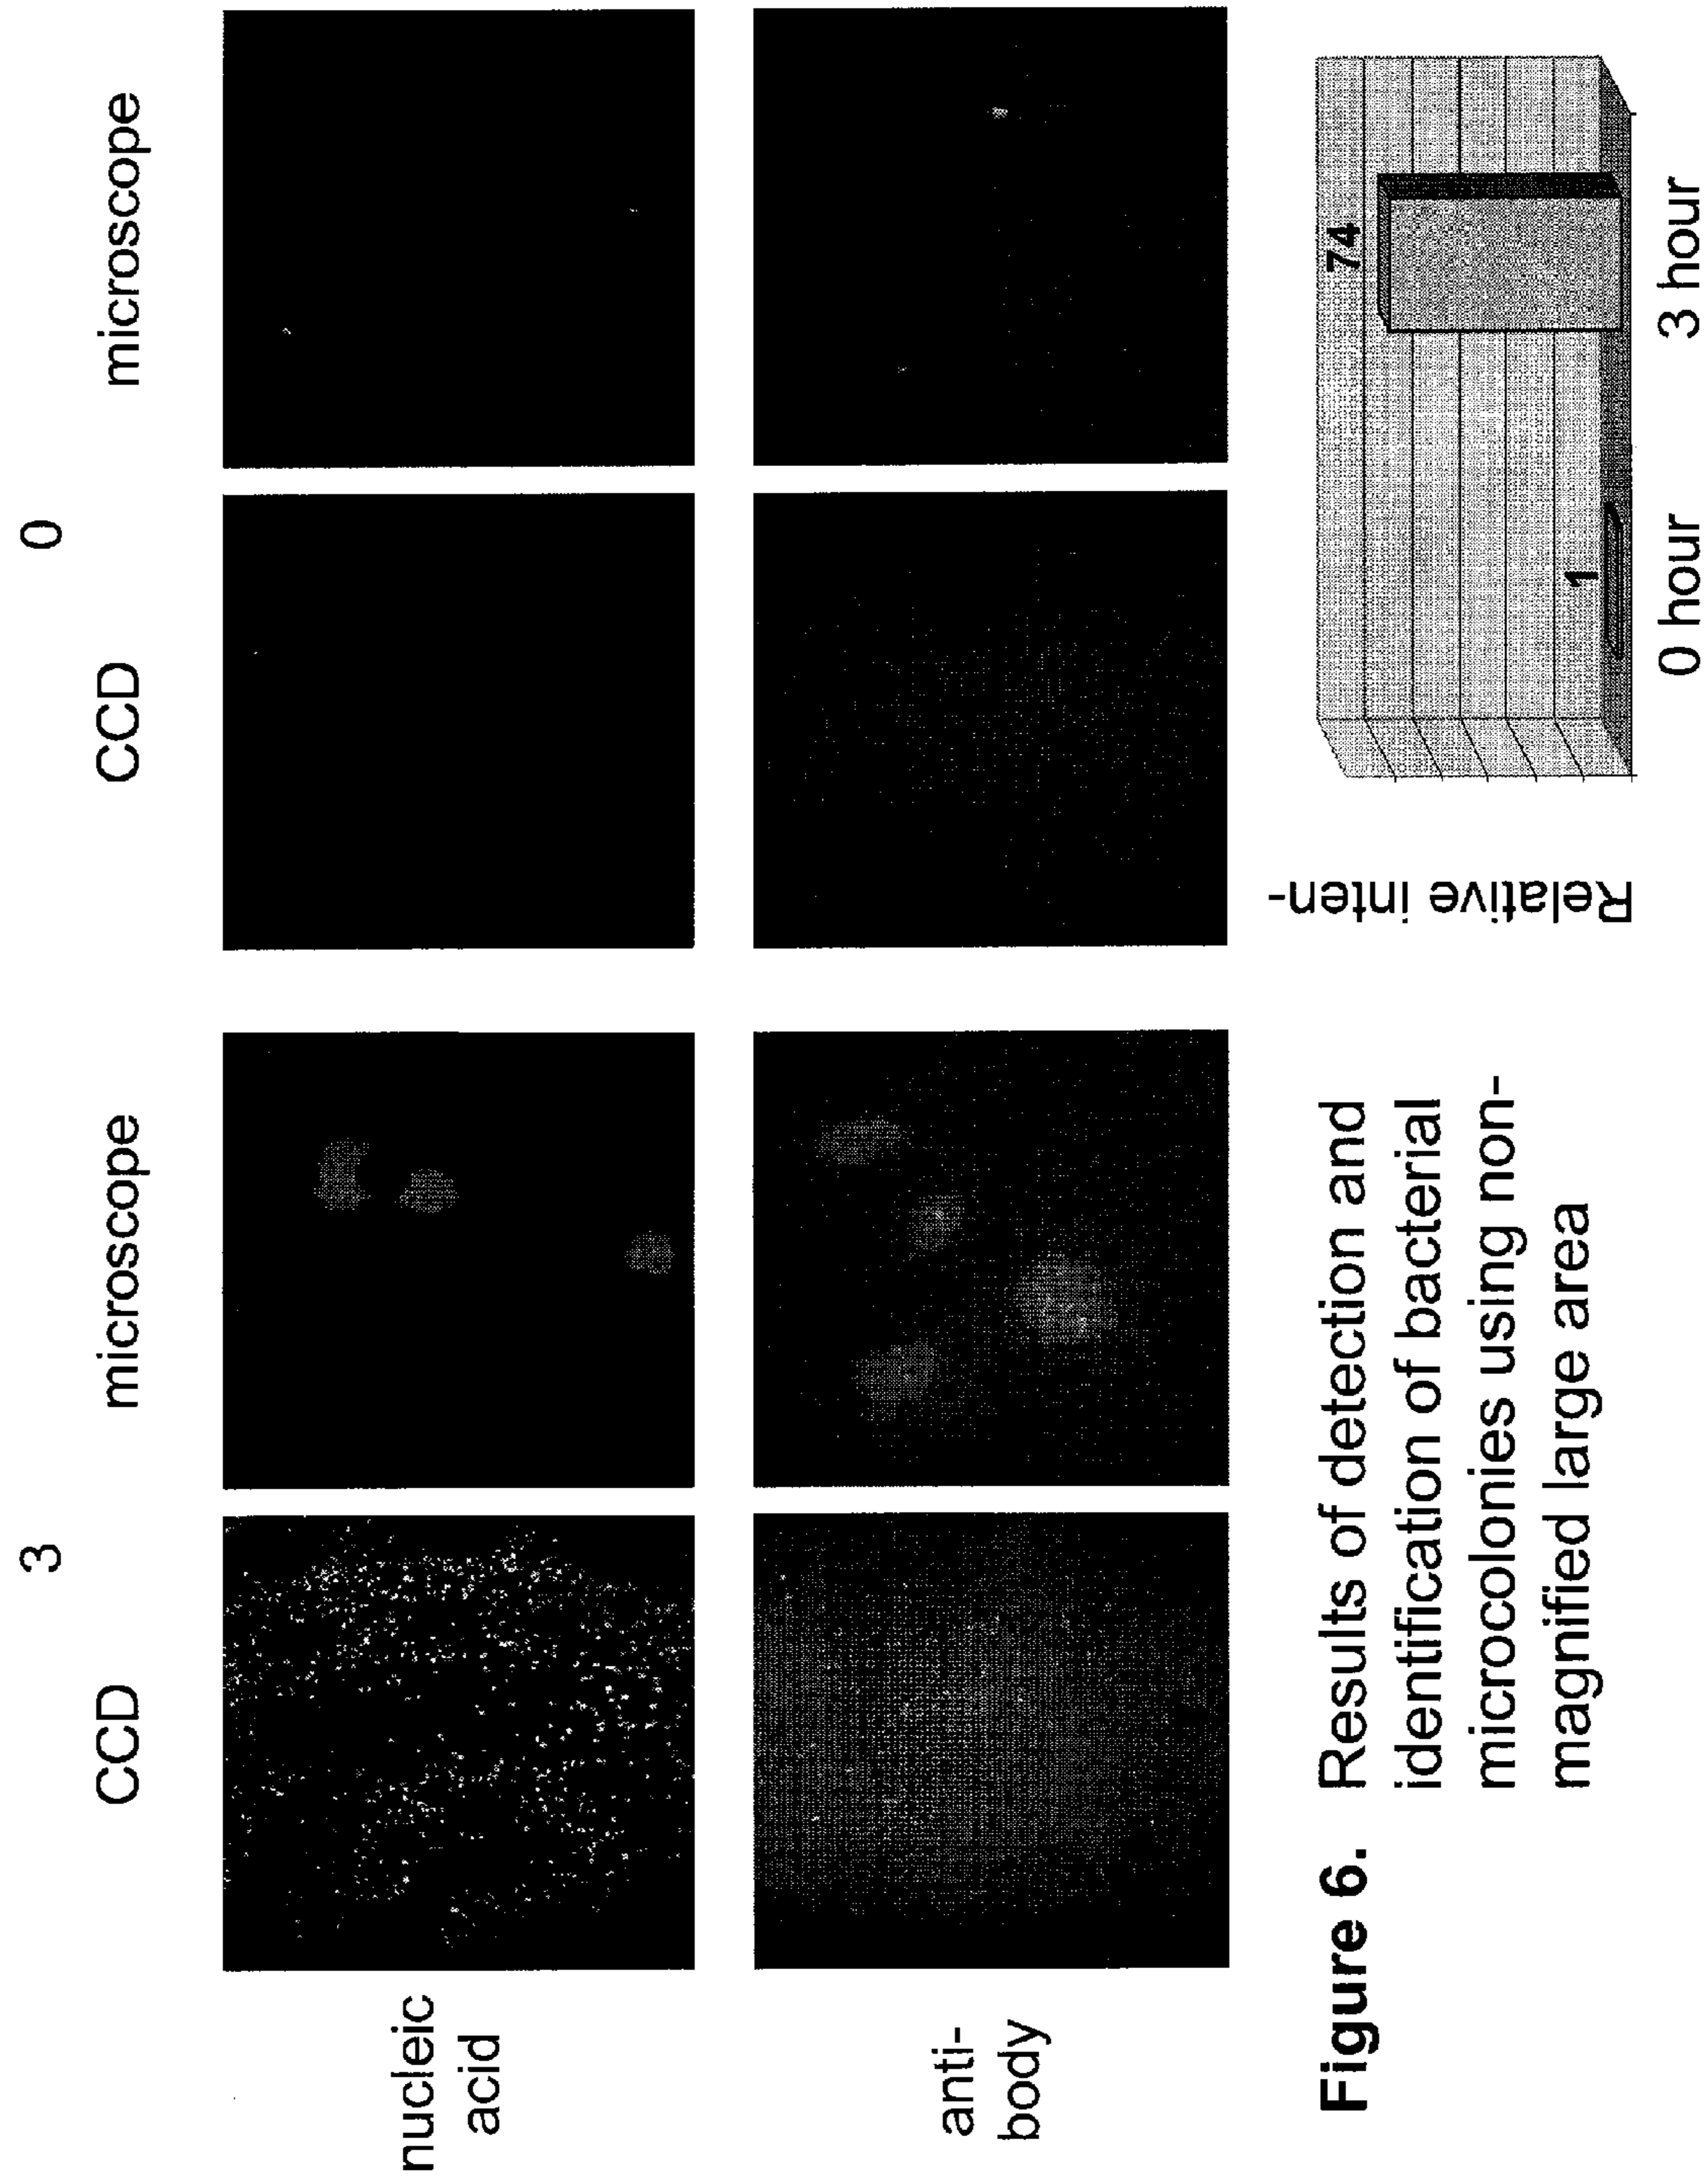 3 0
CCD microscope CCD microscope
nucleic
acid
anti-
body
Figure 6. Results of detection and
identification of bacterial
microcolonies using non-
magnified large area
Relative inten-
1
74
0 hour 3 hour